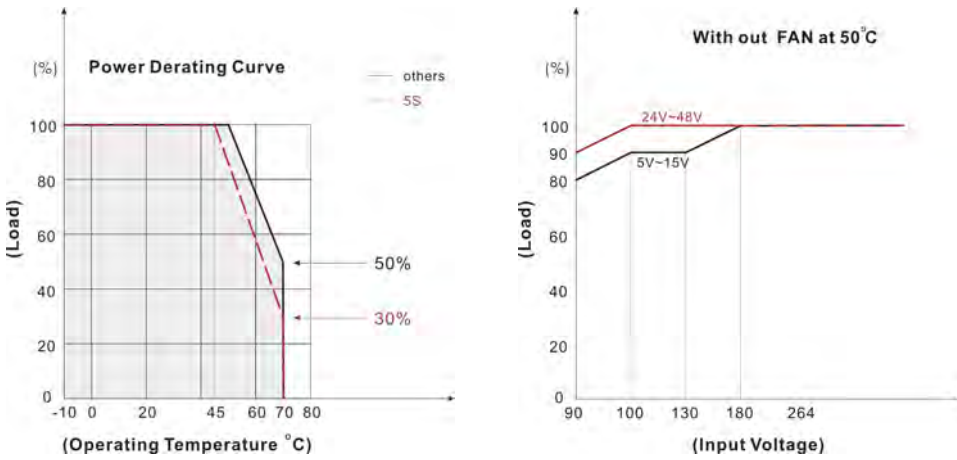 Power Derating Curve
(%)
others
5S
100
80
60
40
20
0
(Load)
50%
30%
-10 0 20 45 60 70 80
(Operating Temperature °C)
With out FAN at 50°C
(%)
24V~48V
5V~15V
100
90
80
60
40
20
0
(Load)
90 100 130 180 264
(Input Voltage)